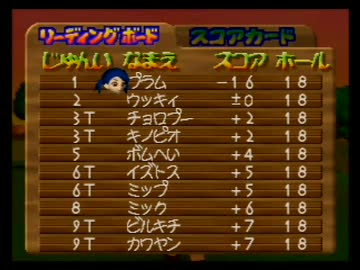 リーディングボード スコアカード
じゅんい なまえ スコア ホール
1 プラム -16 18
2 ウッキィ ±0 18
3T チョロプー +2 18
3T キノピオ +2 18
5 ボムへい +4 18
6T イズトス +5 18
6T ミップ +5 18
8 ミック +6 18
9T ビルキチ +7 18
9T カワヤン +7 18